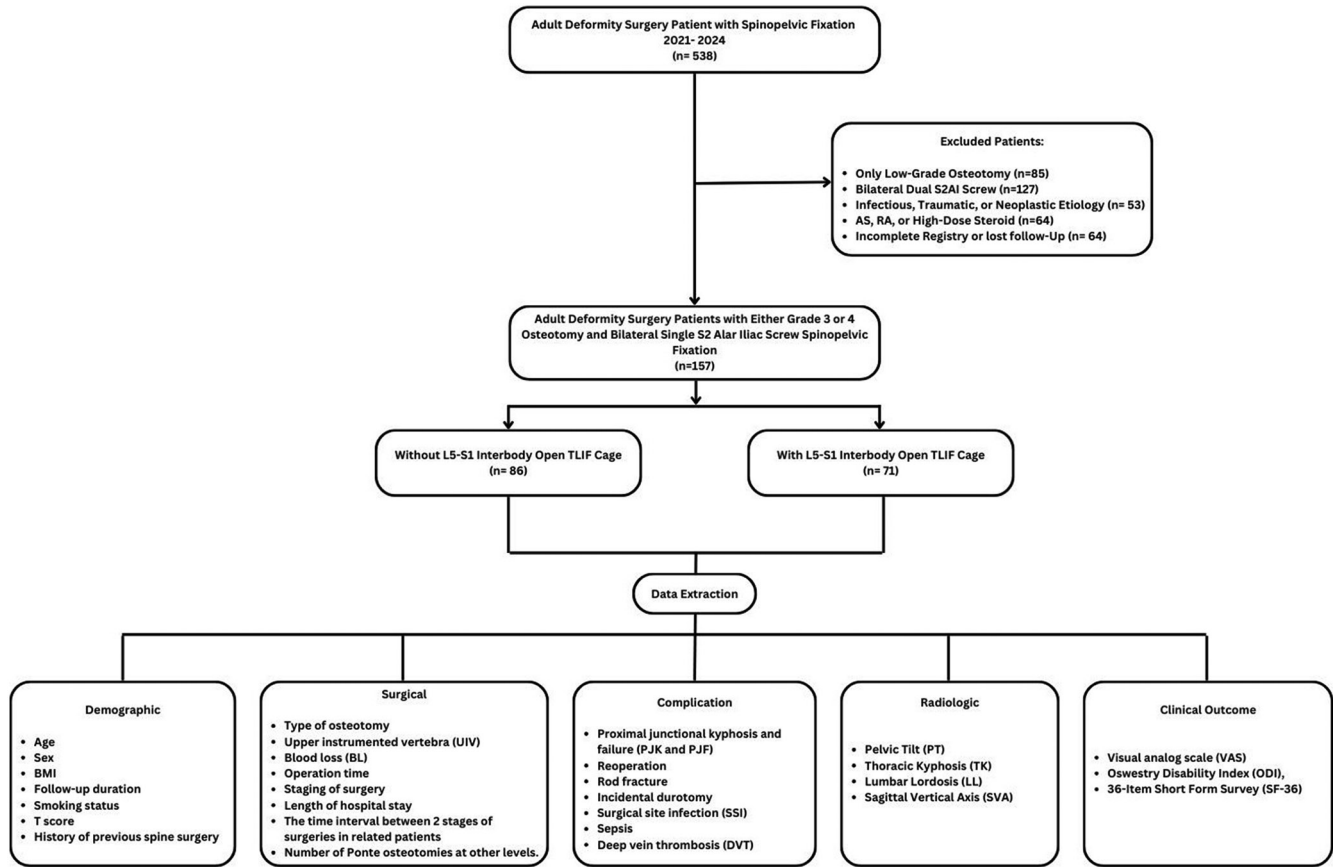 Adult Deformity Surgery Patient with Spinopelvic Fixation
2021- 2024
(n= 538)
Excluded Patients:
• Only Low-Grade Osteotomy (n=85)
• Bilateral Dual S2AI Screw (n=127)
• Infectious, Traumatic, or Neoplastic Etiology (n= 53)
• AS, RA, or High-Dose Steroid (n=64)
• Incomplete Registry or lost follow-Up (n= 64)
Adult Deformity Surgery Patients with Either Grade 3 or 4
Osteotomy and Bilateral Single S2 Alar Iliac Screw Spinopelvic
Fixation
(n=157)
Without L5-S1 Interbody Open TLIF Cage
(n= 86)
With L5-S1 Interbody Open TLIF Cage
(n= 71)
Data Extraction
Demographic
• Age
• Sex
• BMI
• Follow-up duration
• Smoking status
• T score
• History of previous spine surgery
Surgical
• Type of osteotomy
• Upper instrumented vertebra (UIV)
• Blood loss (BL)
• Operation time
• Staging of surgery
• Length of hospital stay
• The time interval between 2 stages of
surgeries in related patients
• Number of Ponte osteotomies at other levels.
Complication
• Proximal junctional kyphosis and
failure (PJK and PJF)
• Reoperation
• Rod fracture
• Incidental durotomy
• Surgical site infection (SSI)
• Sepsis
• Deep vein thrombosis (DVT)
Radiologic
• Pelvic Tilt (PT)
• Thoracic Kyphosis (TK)
• Lumbar Lordosis (LL)
• Sagittal Vertical Axis (SVA)
Clinical Outcome
• Visual analog scale (VAS)
• Oswestry Disability Index (ODI),
• 36-Item Short Form Survey (SF-36)